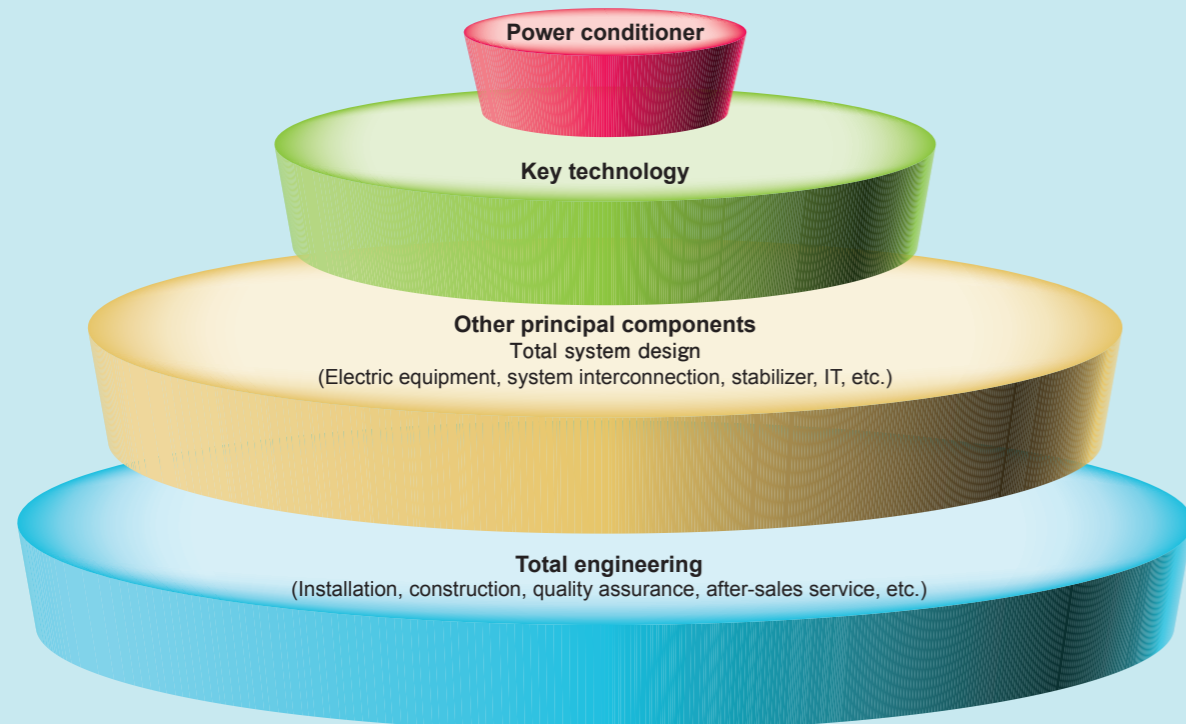 Power conditioner
Key technology
Other principal components
Total system design
(Electric equipment, system interconnection, stabilizer, IT, etc.)
Total engineering
(Installation, construction, quality assurance, after-sales service, etc.)